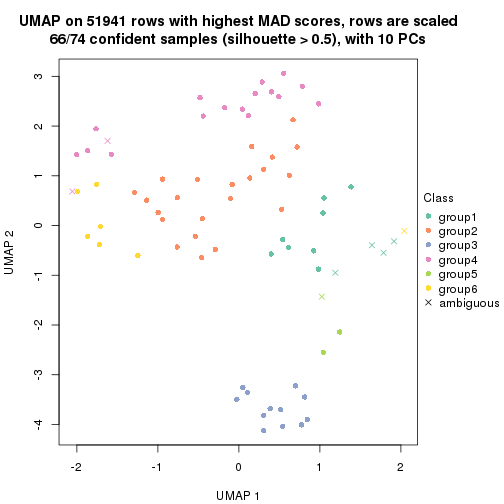 UMAP on 51941 rows with highest MAD scores, rows are scaled
66/74 confident samples (silhouette > 0.5), with 10 PCs
3
2
1
0
-1
-2
-3
-4
UMAP 2
-2
-1
0
1
2
UMAP 1
Class
group1
group2
group3
group4
group5
group6
ambiguous